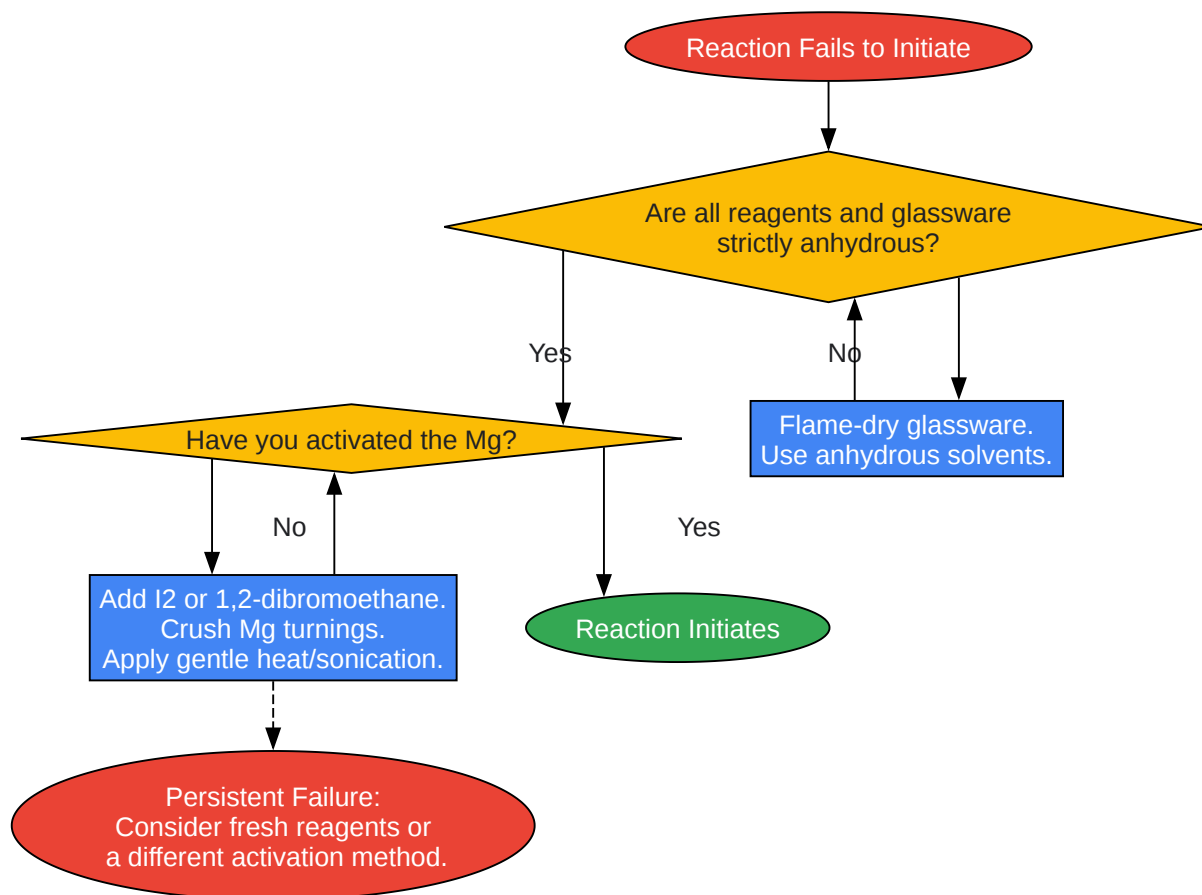 Reaction Fails to Initiate
Are all reagents and glassware
strictly anhydrous?
Yes
No
Flame-dry glassware.
Use anhydrous solvents.
Have you activated the Mg?
No
Yes
Add I2 or 1,2-dibromoethane.
Crush Mg turnings.
Apply gentle heat/sonication.
Reaction Initiates
Persistent Failure:
Consider fresh reagents or
a different activation method.